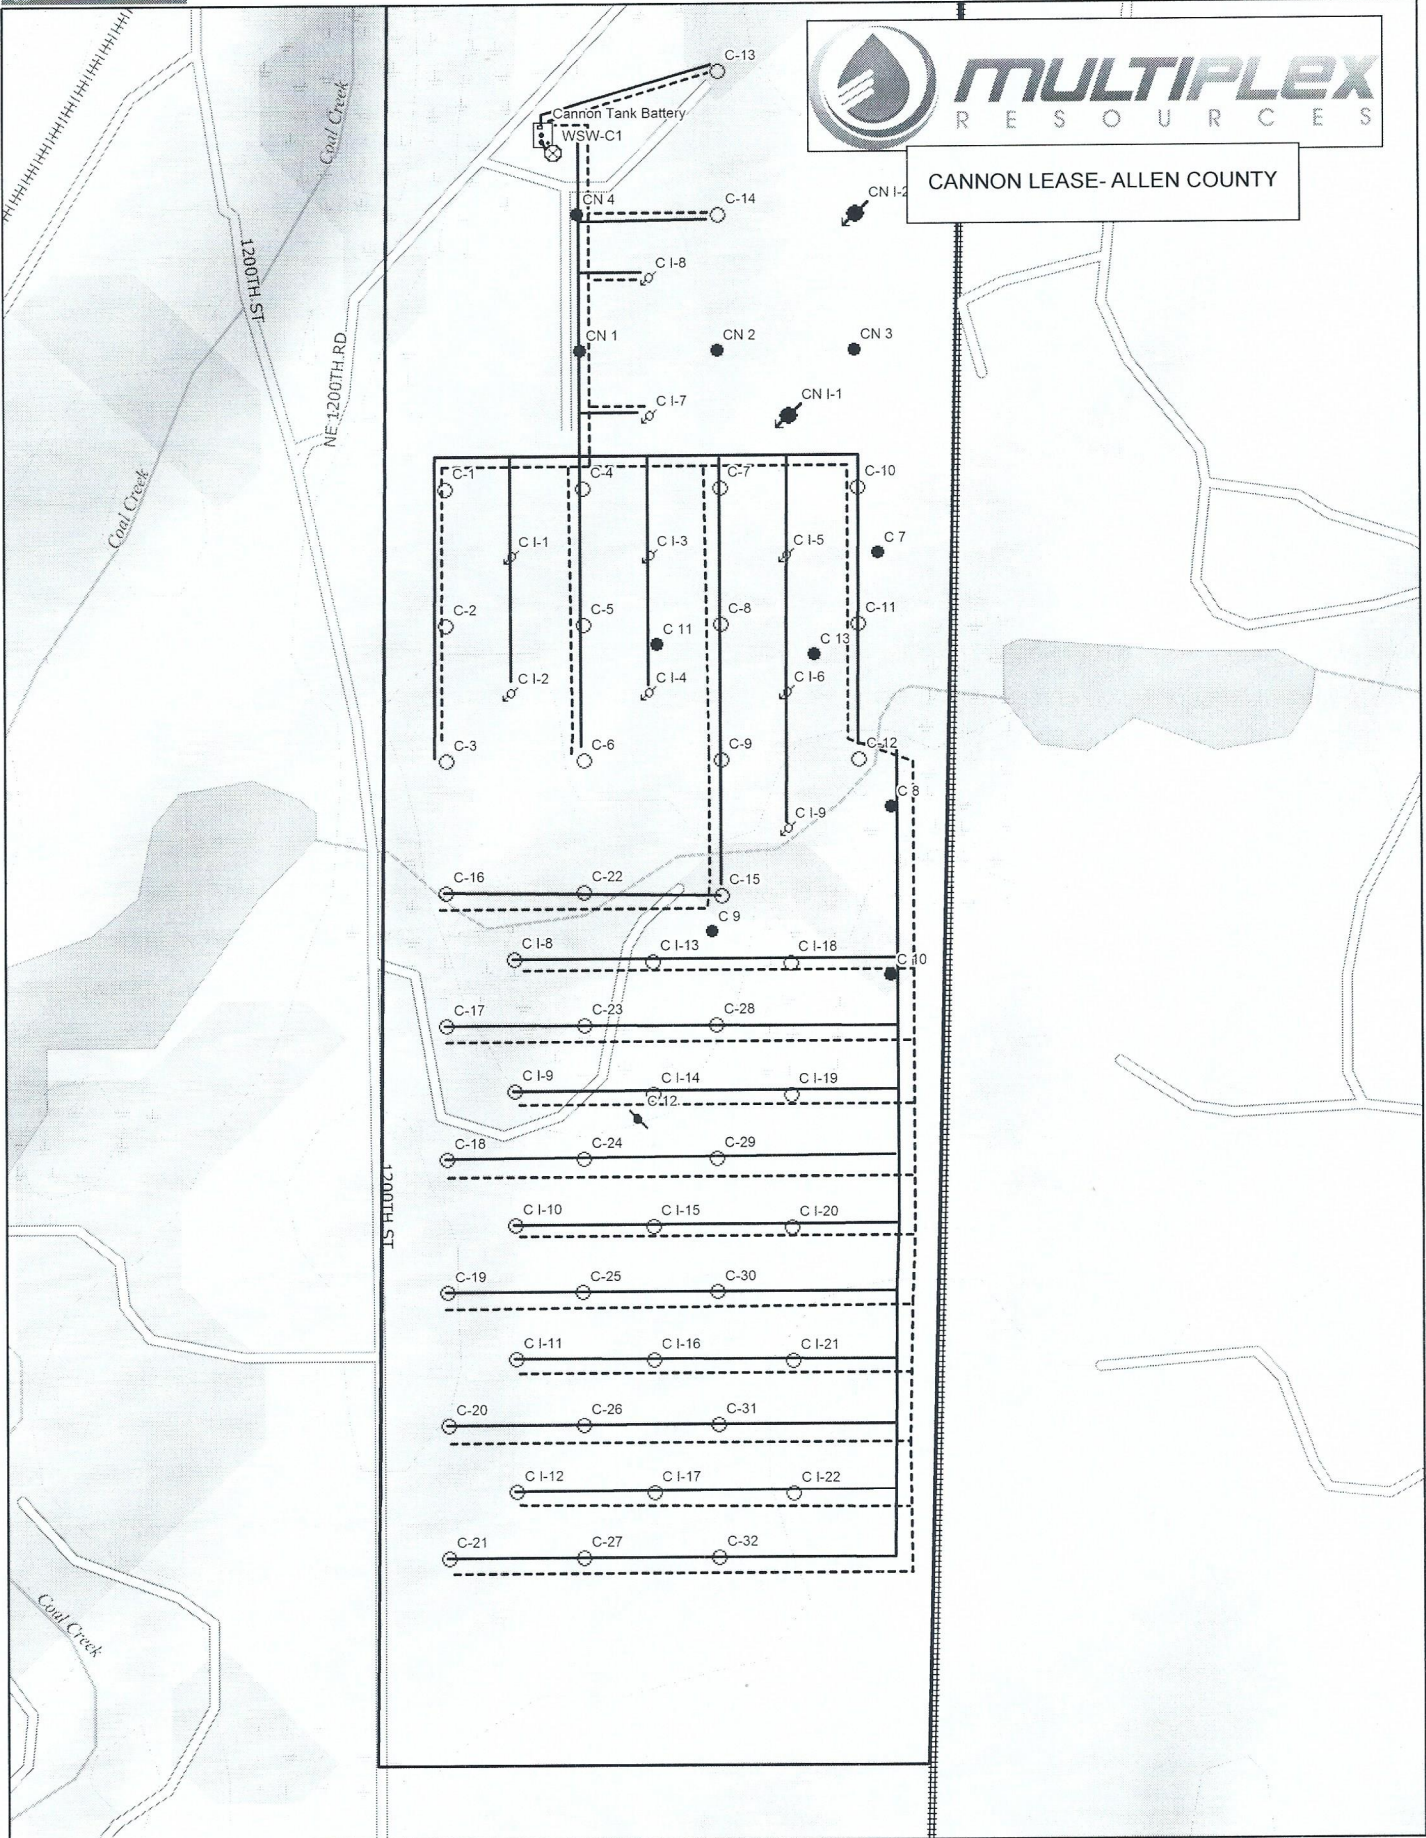 MULTIPLEX
RESOURCES
CANNON LEASE- ALLEN COUNTY
C-13
Cannon Tank Battery
WSW-C1
Coal Creek
CN 4
C-14
CN I-2
1200TH ST
C I-8
NE 1200TH RD
CN 1
CN 2
CN 3
C I-7
CN I-1
Coal Creek
C-1
C-4
C-7
C-10
C I-1
C I-3
C I-5
C 7
C-2
C-5
C-8
C-11
C 11
C 13
C I-2
C I-4
C I-6
C-3
C-6
C-9
C-12
C 8
C I-9
C-16
C-22
C-15
C 9
C I-8
C I-13
C I-18
C 10
C-17
C-23
C-28
C I-9
C I-14
C I-19
C 12
C-18
C-24
C-29
1200TH ST
C I-10
C I-15
C I-20
C-19
C-25
C-30
C I-11
C I-16
C I-21
C-20
C-26
C-31
C I-12
C I-17
C I-22
C-21
C-27
C-32
Coal Creek